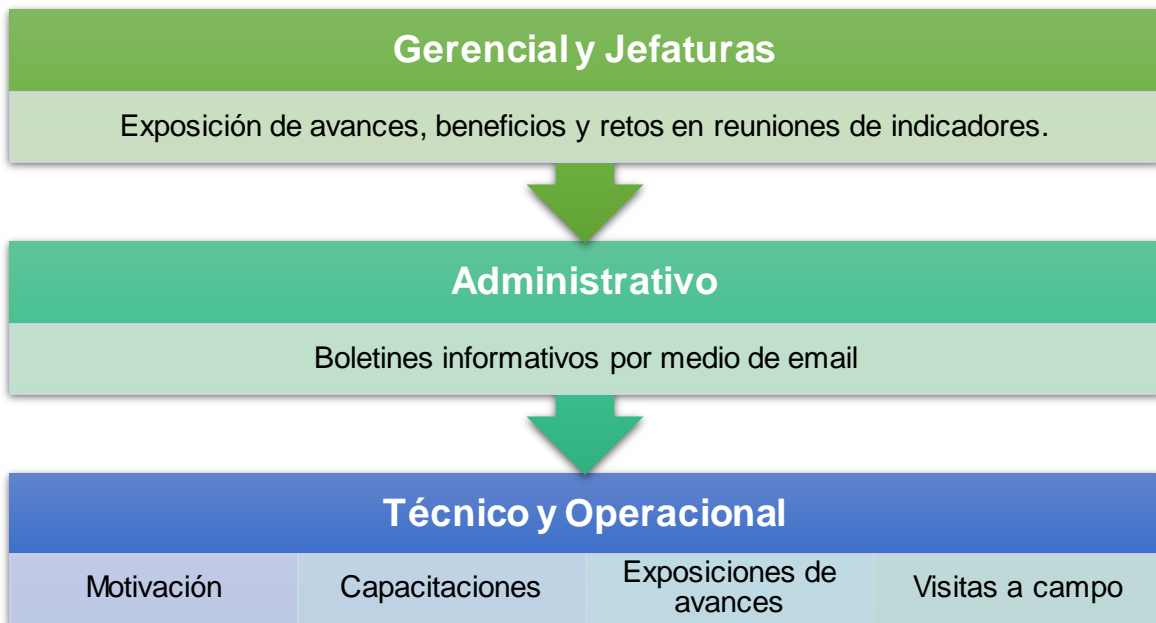 Gerencial y Jefaturas
Exposición de avances, beneficios y retos en reuniones de indicadores.
Administrativo
Boletines informativos por medio de email
Técnico y Operacional
Motivación
Capacitaciones
Exposiciones de
avances
Visitas a campo